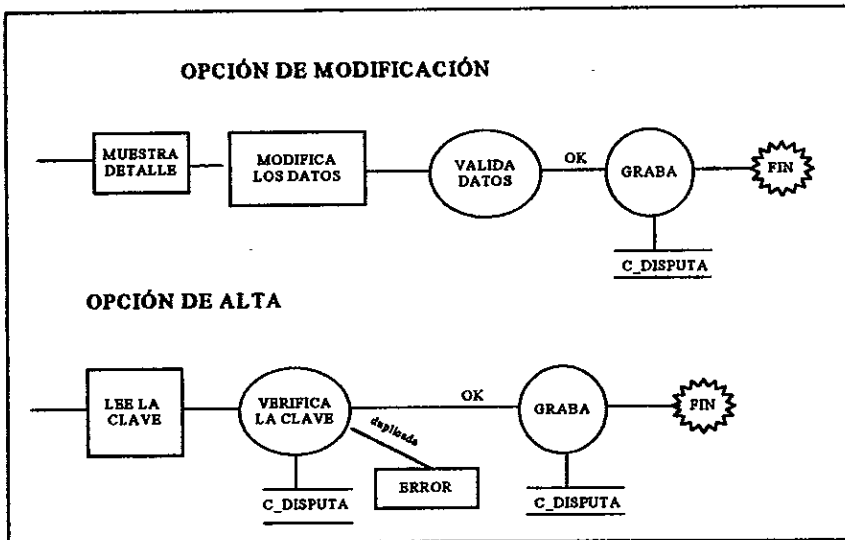 OPCIÓN DE MODIFICACIÓN
MUESTRA
DETALLE
MODIFICA
LOS DATOS
VALIDA
DATOS
OK
GRABA
FIN
C_DISPUTA
OPCIÓN DE ALTA
LEE LA
CLAVE
VERIFICA
LA CLAVE
OK
duplicada
GRABA
FIN
C_DISPUTA
ERROR
C_DISPUTA